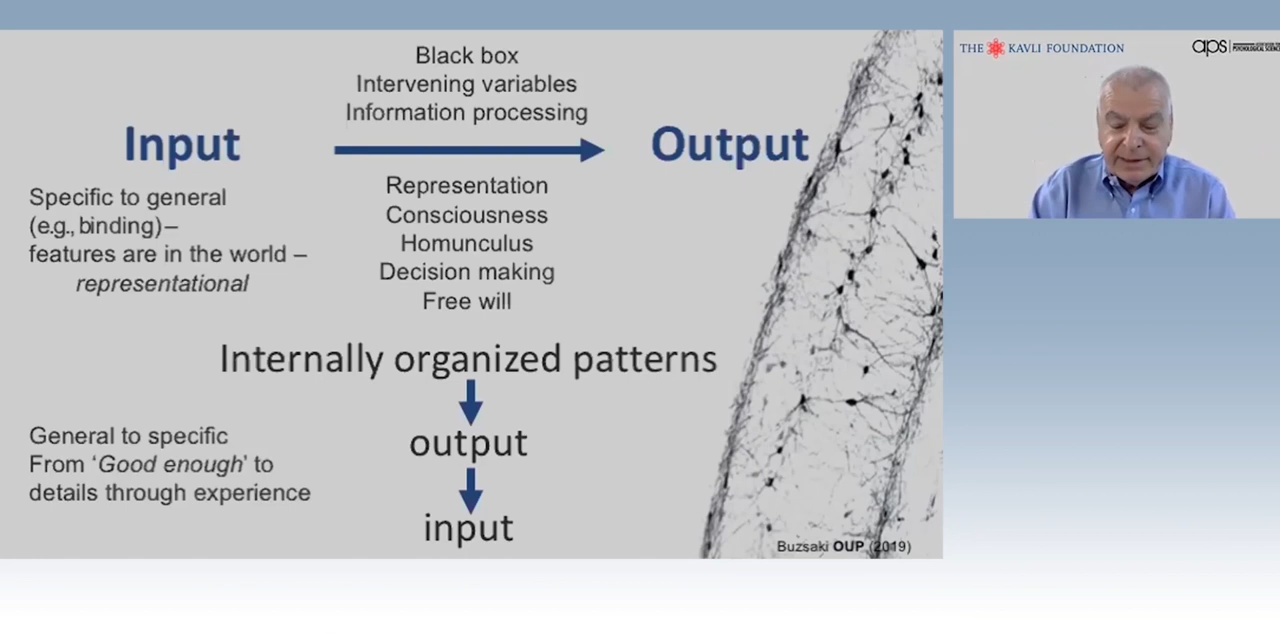 Black box
Intervening variables
Information processing
Input
Output
Specific to general
(e.g., binding)–
features are in the world –
representational
Representation
Consciousness
Homunculus
Decision making
Free will
Internally organized patterns
output
input
General to specific
From ‘Good enough’ to
details through experience
Buzsaki OUP (2019)
THE KAVLI FOUNDATION
aps
PSYCHOLOGICAL SCIENCE